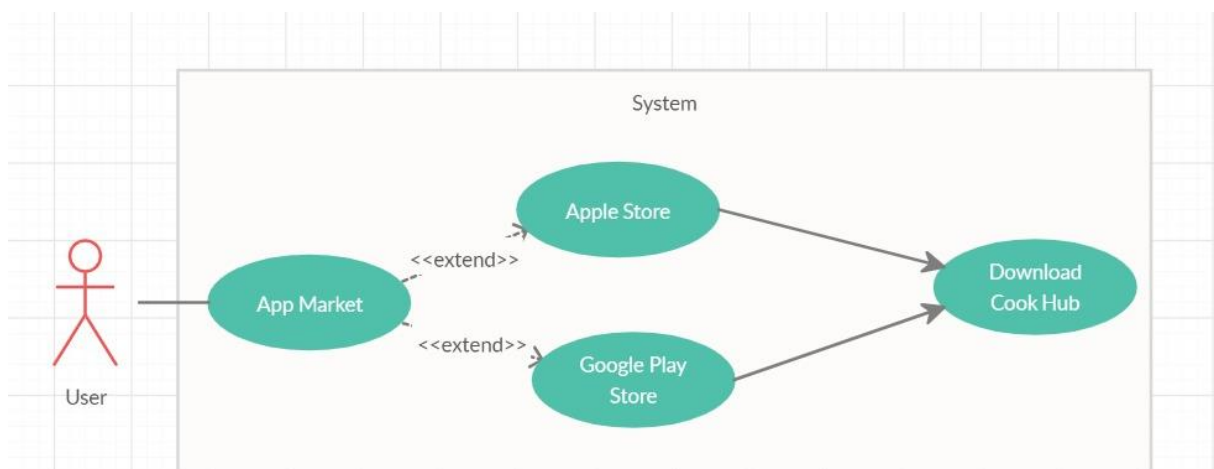 System
Apple Store
<<extend>>
App Market
Download
Cook Hub
<<extend>>
Google Play
Store
User